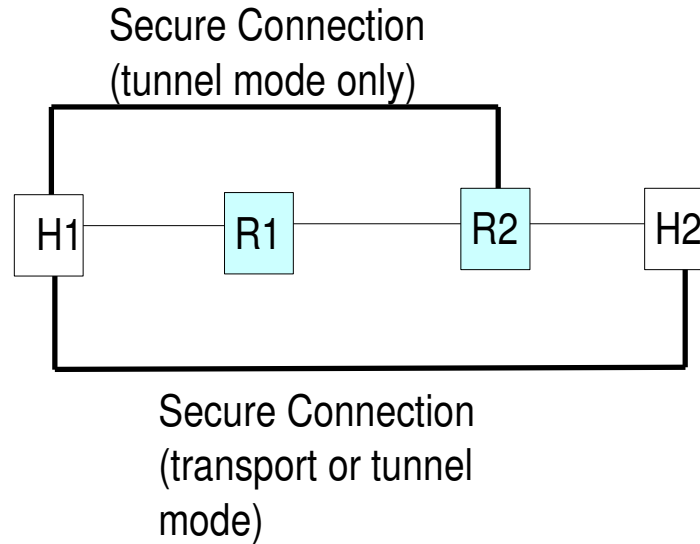 Secure Connection
(tunnel mode only)
H1
R1
R2
H2
Secure Connection
(transport or tunnel
mode)